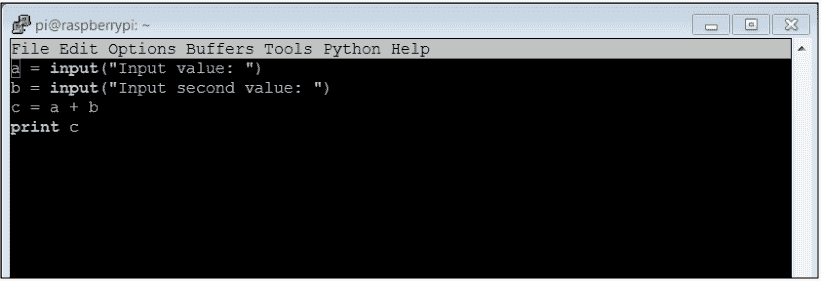 pi@raspberrypi: ~
File Edit Options Buffers Tools Python Help
a = input("Input value: ")
b = input("Input second value: ")
c = a + b
print c